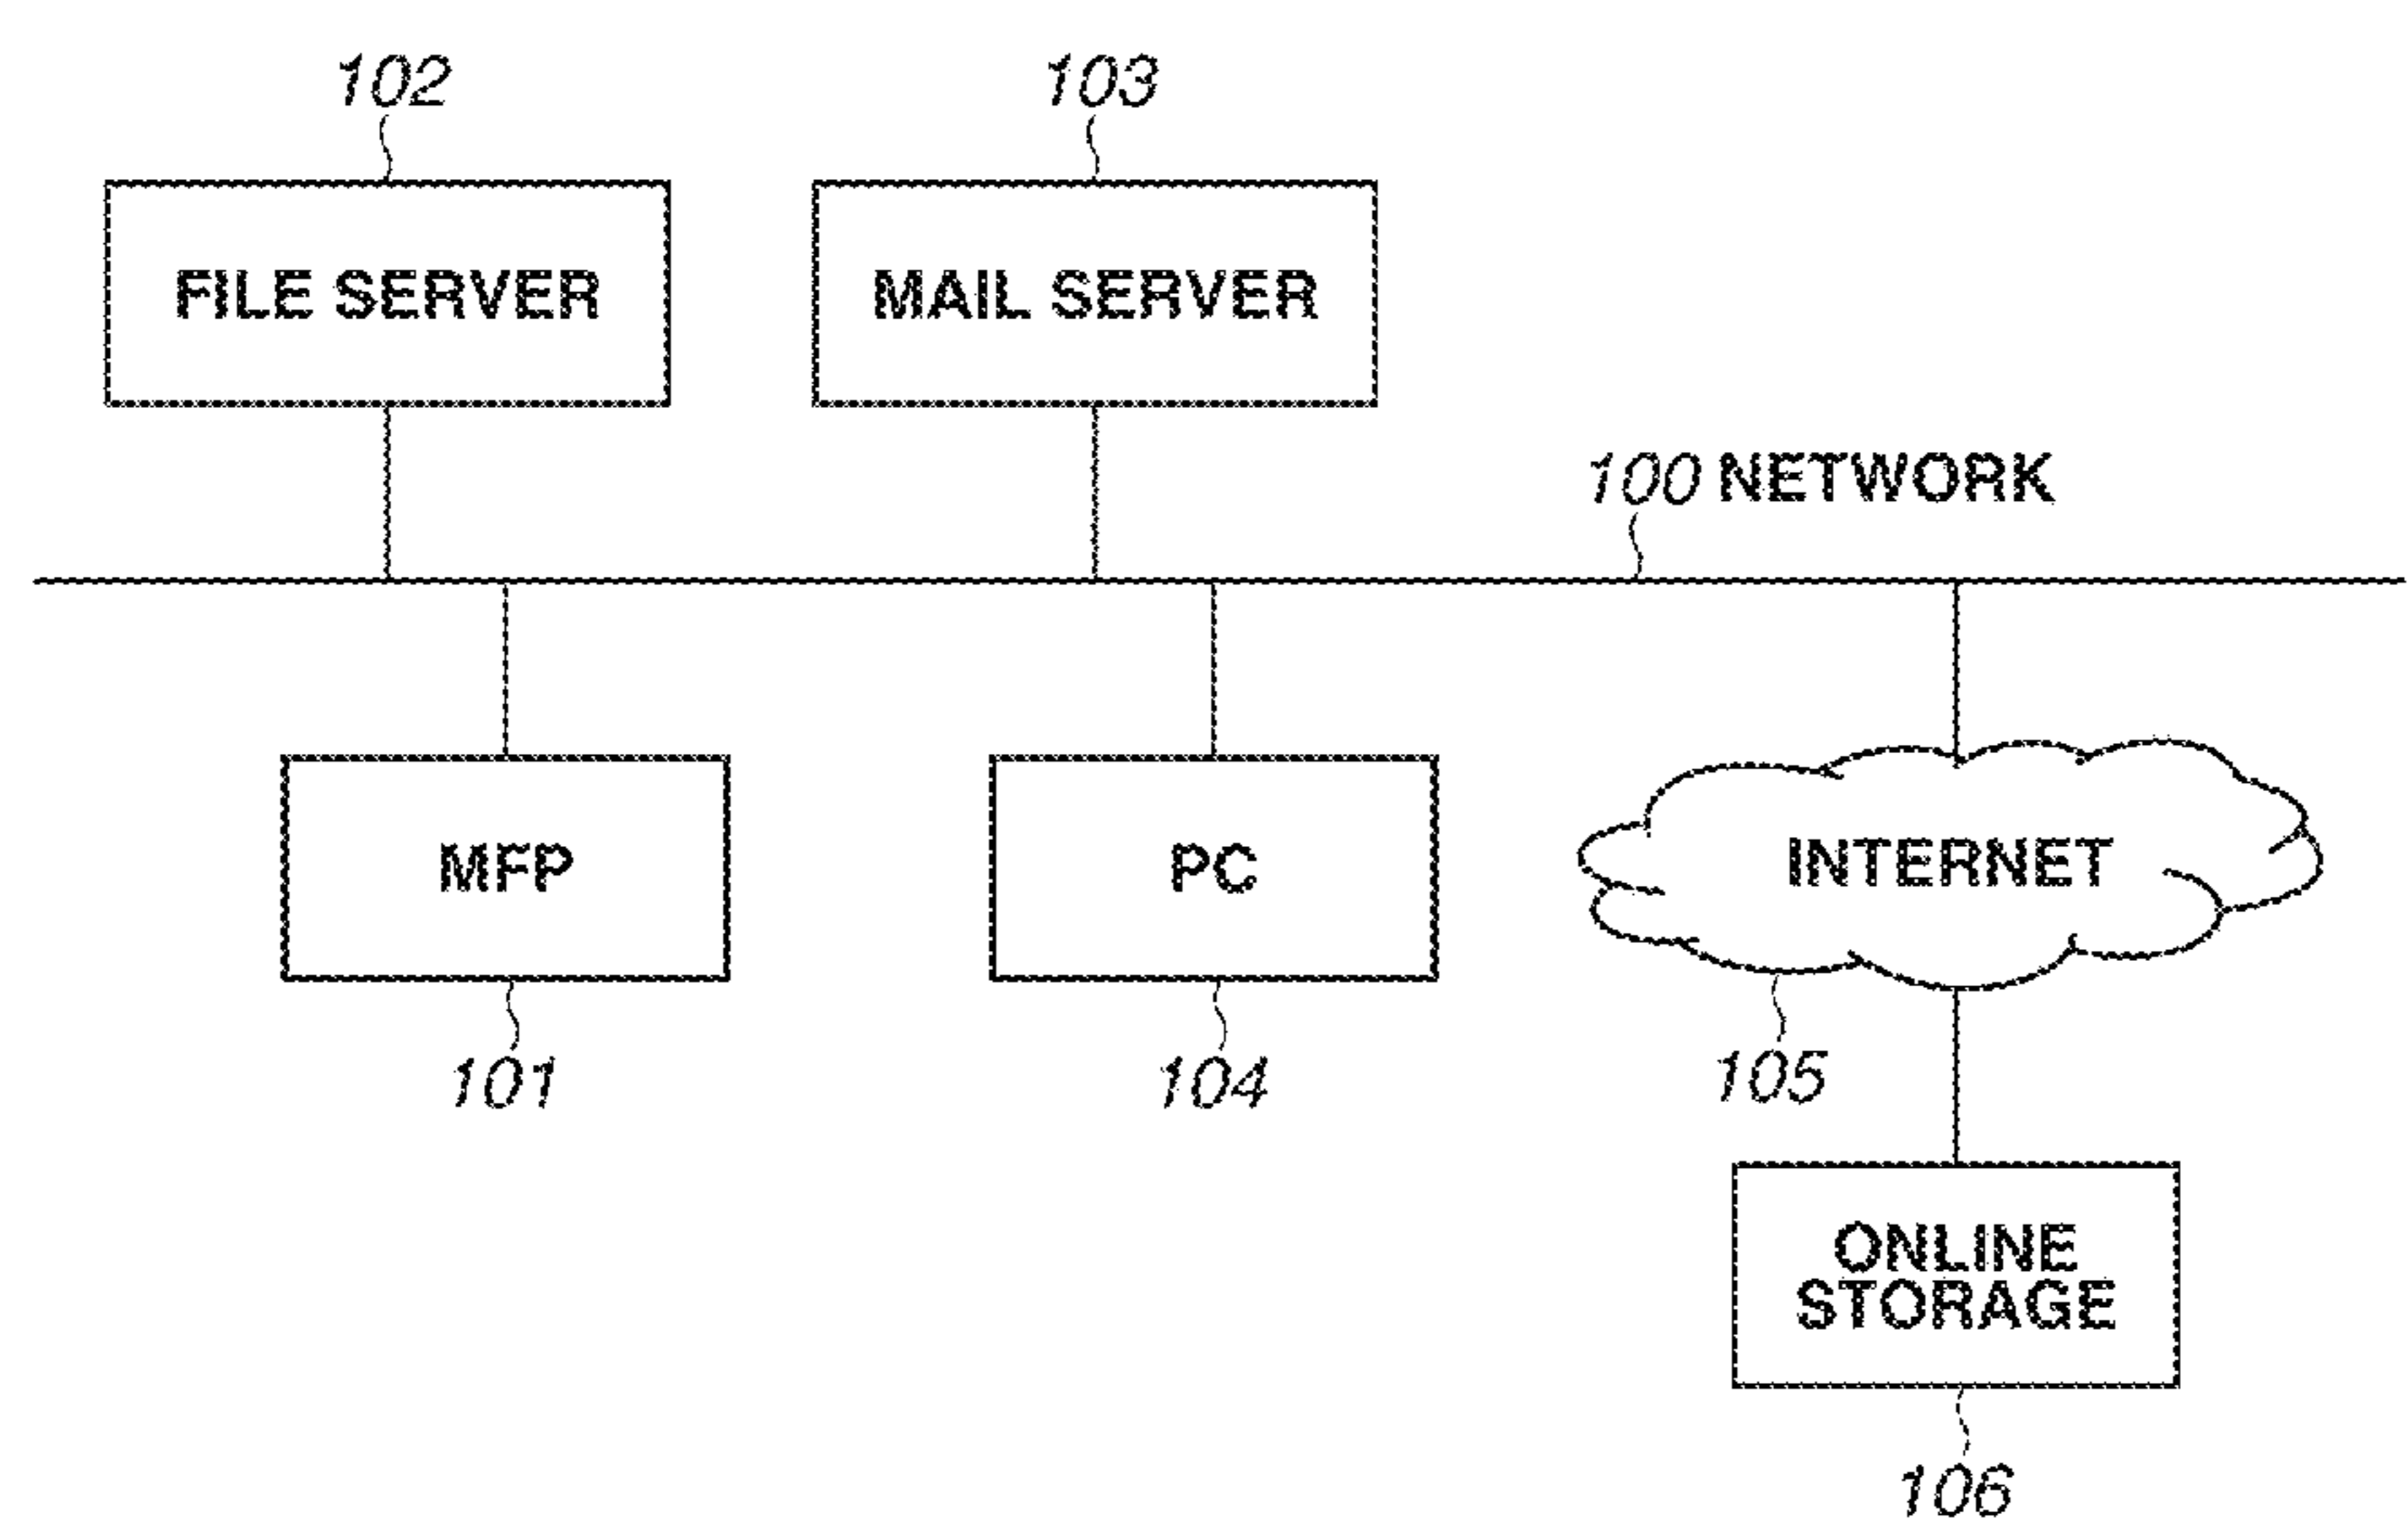 102
103
FILE SERVER
MAIL SERVER
100 NETWORK
MFP
PC
INTERNET
101
104
105
ONLINE
STORAGE
106